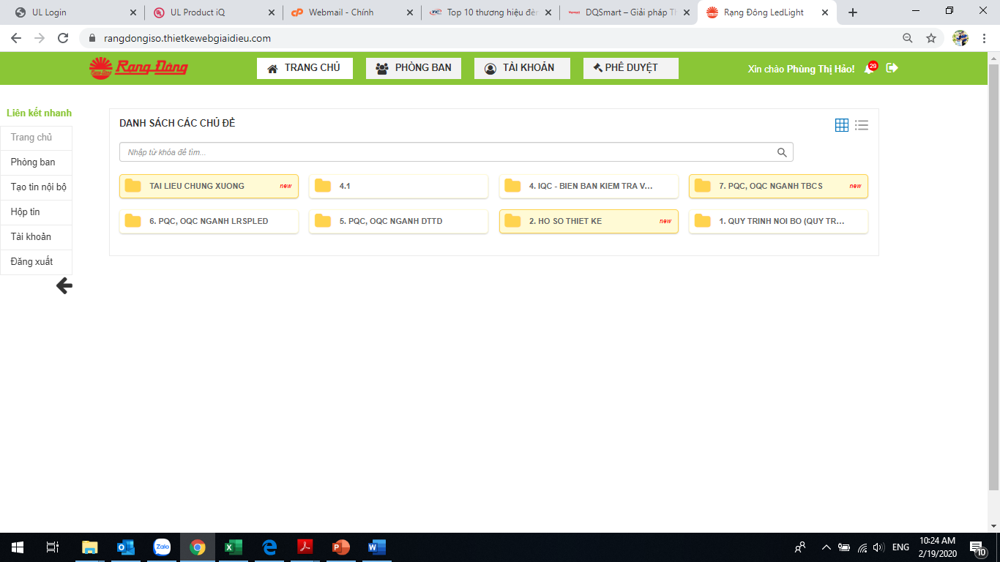 UL Login
UL Product iQ
Webmail - Chính
Top 10 thương hiệu đèn
DQSmart – Giải pháp Th
Rạng Đông LedLight
rangdongiso.thietkewebgiaidieu.com
Rạng Đông
Rạng Đông
TRANG CHỦ
PHÒNG BAN
TÀI KHOẢN
PHÊ DUYỆT
Xin chào Phùng Thị Hảo!
29
Liên kết nhanh
Trang chủ
Phòng ban
Tạo tin nội bộ
Hộp tin
Tài khoản
Đăng xuất
DANH SÁCH CÁC CHỦ ĐỀ
Nhập từ khóa để tìm...
TAI LIEU CHUNG XUONG new
4.1
4. IQC - BIEN BAN KIEM TRA V...
7. PQC, OQC NGANH TBCS new
6. PQC, OQC NGANH LRSPLED
5. PQC, OQC NGANH DTTD
2. HO SO THIET KE new
1. QUY TRINH NOI BO (QUY TR...
Zalo
ENG
10:24 AM
2/19/2020
10